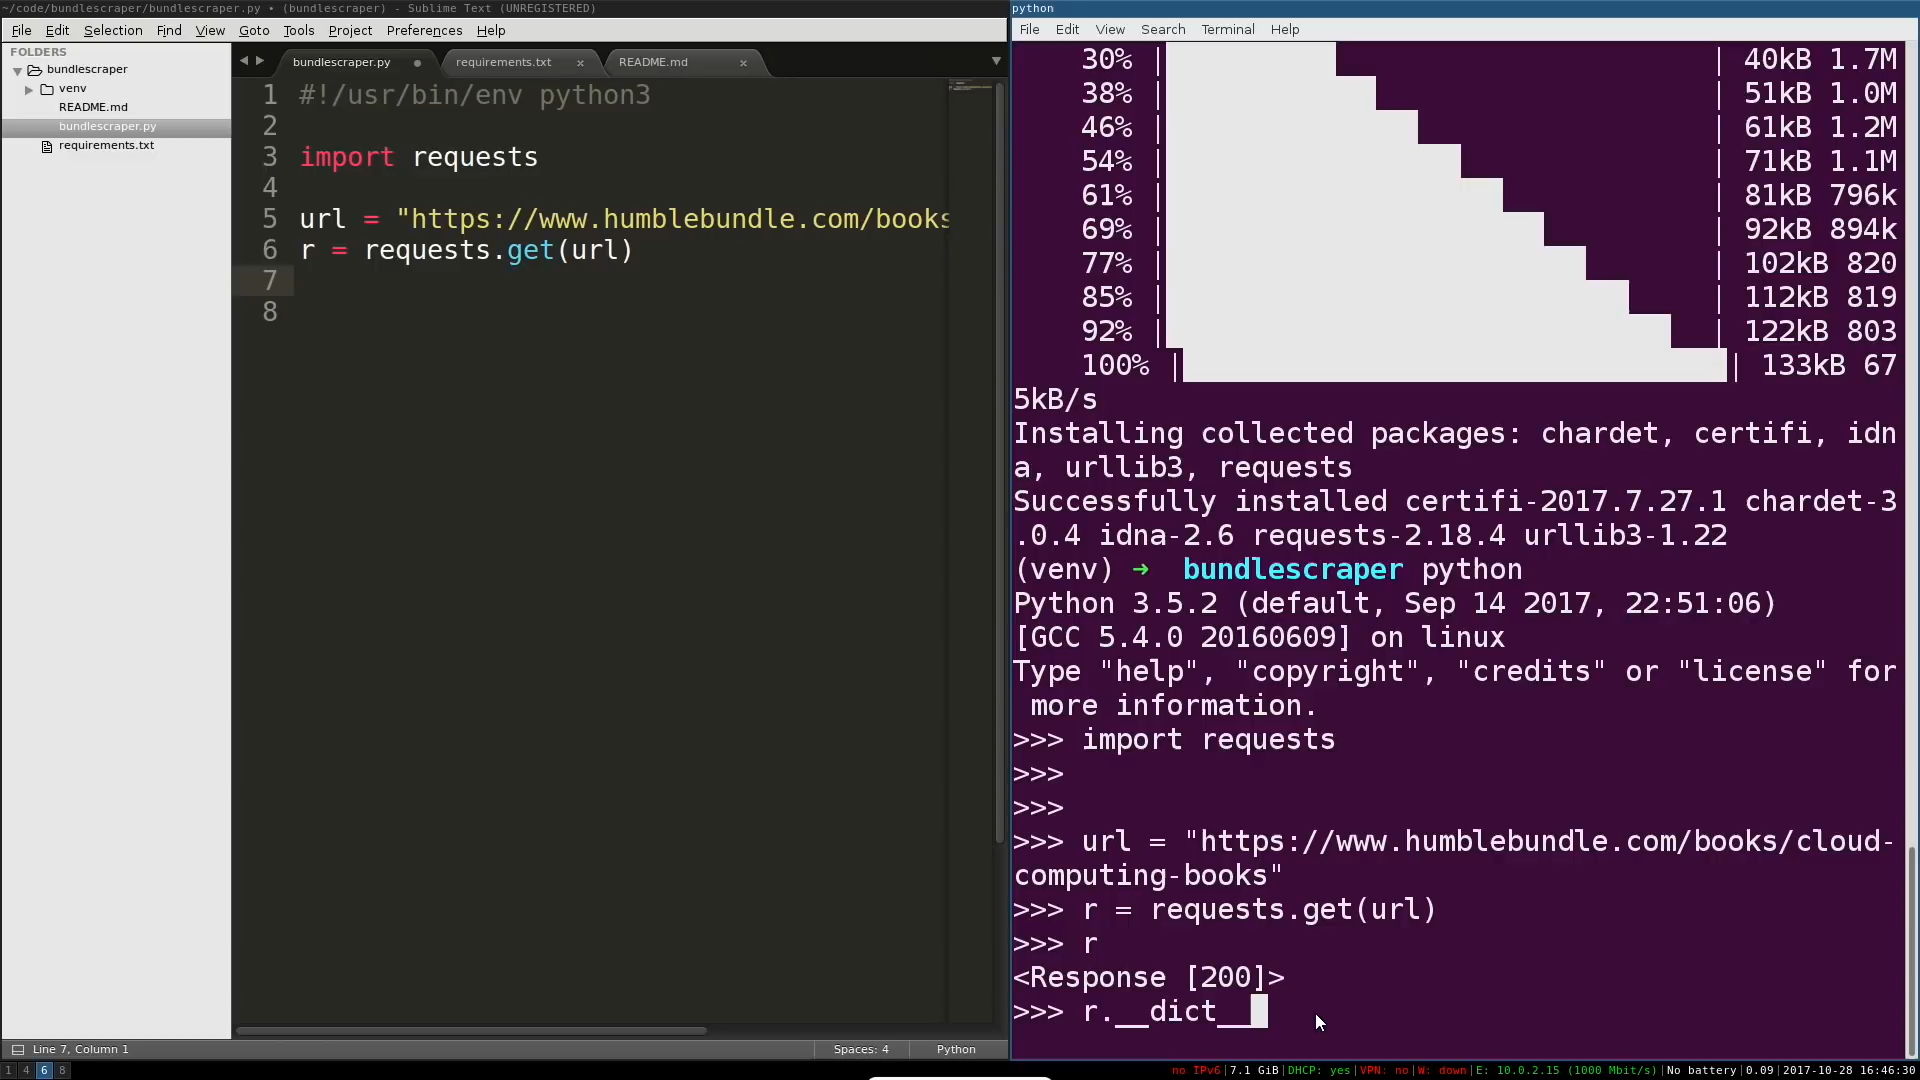 ~/code/bundlescraper/bundlescraper.py • (bundlescraper) - Sublime Text (UNREGISTERED)
File Edit Selection Find View Goto Tools Project Preferences Help
FOLDERS
bundlescraper
venv
README.md
bundlescraper.py
requirements.txt
bundlescraper.py requirements.txt README.md
1 #!/usr/bin/env python3
2
3 import requests
4
5 url = "https://www.humblebundle.com/books
6 r = requests.get(url)
7
8
Line 7, Column 1 Spaces: 4 Python
python
File Edit View Search Terminal Help
30% | | 40kB 1.7M
38% | | 51kB 1.0M
46% | | 61kB 1.2M
54% | | 71kB 1.1M
61% | | 81kB 796k
69% | | 92kB 894k
77% | | 102kB 820
85% | | 112kB 819
92% | | 122kB 803
100% | | 133kB 67
5kB/s
Installing collected packages: chardet, certifi, idn
a, urllib3, requests
Successfully installed certifi-2017.7.27.1 chardet-3
.0.4 idna-2.6 requests-2.18.4 urllib3-1.22
(venv) ➜ bundlescraper python
Python 3.5.2 (default, Sep 14 2017, 22:51:06)
[GCC 5.4.0 20160609] on linux
Type "help", "copyright", "credits" or "license" for
more information.
>>> import requests
>>>
>>>
>>> url = "https://www.humblebundle.com/books/cloud-
computing-books"
>>> r = requests.get(url)
>>> r
<Response [200]>
>>> r.__dict__
1 4 6 8
no IPv6|7.1 GiB|DHCP: yes|VPN: no|W: down|E: 10.0.2.15 (1000 Mbit/s)|No battery|0.09|2017-10-28 16:46:30